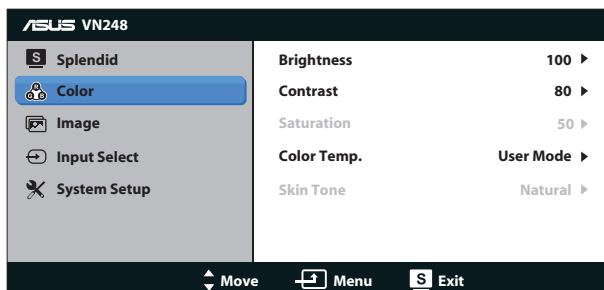 ASUS VN248
S Splendid
Color
Image
Input Select
System Setup
Brightness 100
Contrast 80
Saturation 50
Color Temp. User Mode
Skin Tone Natural
Move Menu S Exit